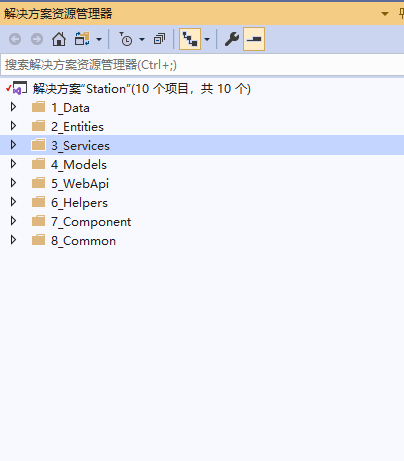 解决方案资源管理器
搜索解决方案资源管理器(Ctrl+;)
解决方案"Station"(10 个项目，共 10 个)
1_Data
2_Entities
3_Services
4_Models
5_WebApi
6_Helpers
7_Component
8_Common